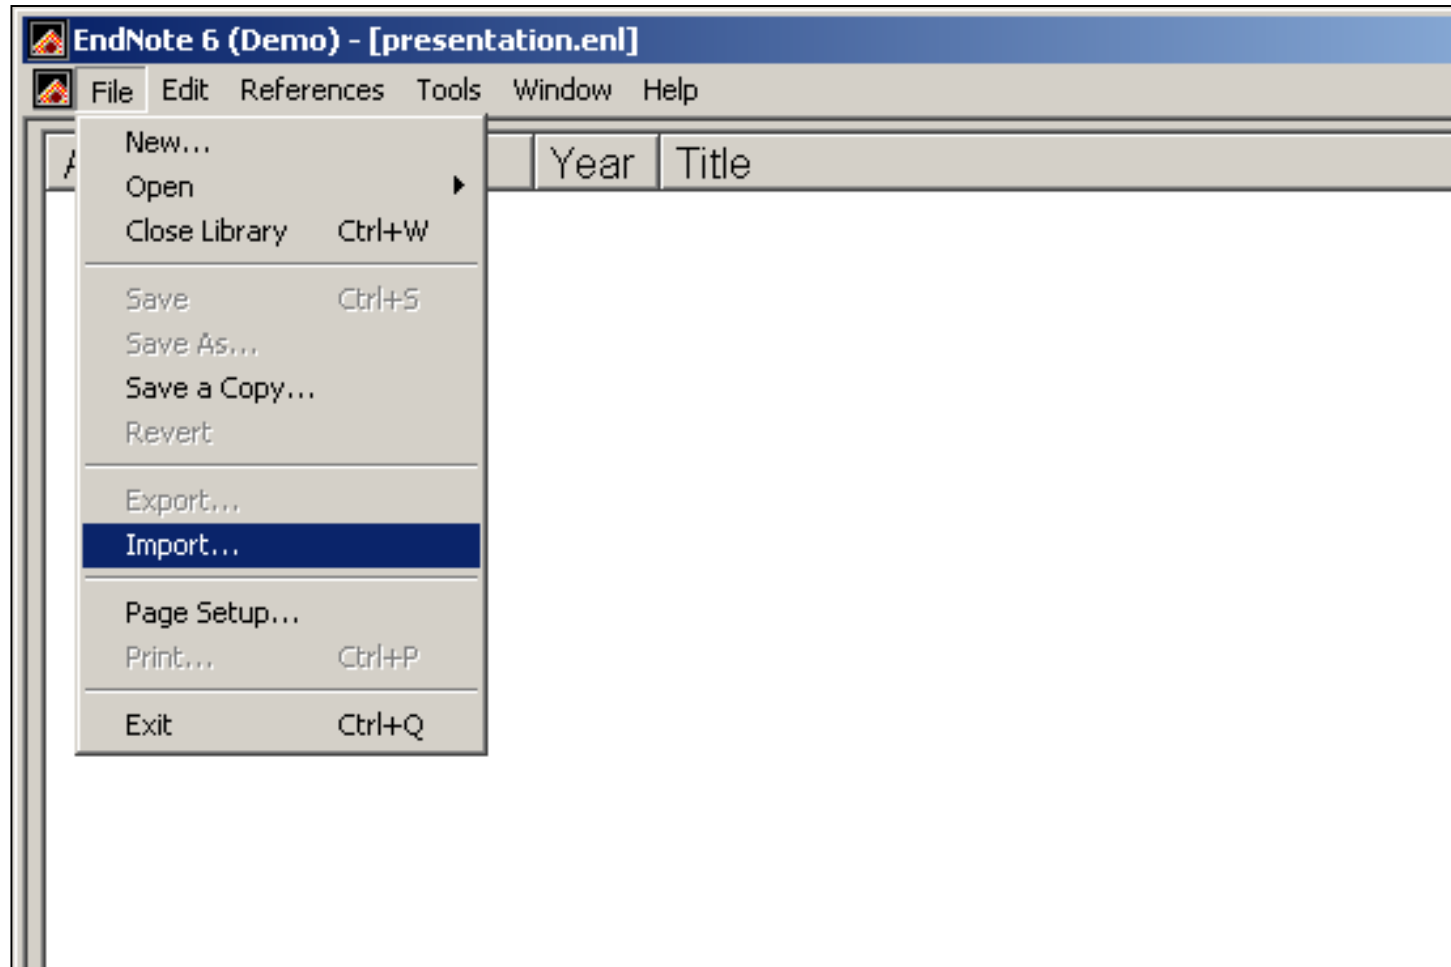 EndNote 6 (Demo) - [presentation.enl]
File Edit References Tools Window Help
Year Title
New...
Open
Close Library Ctrl+W
Save Ctrl+S
Save As...
Save a Copy...
Revert
Export...
Import...
Page Setup...
Print... Ctrl+P
Exit Ctrl+Q